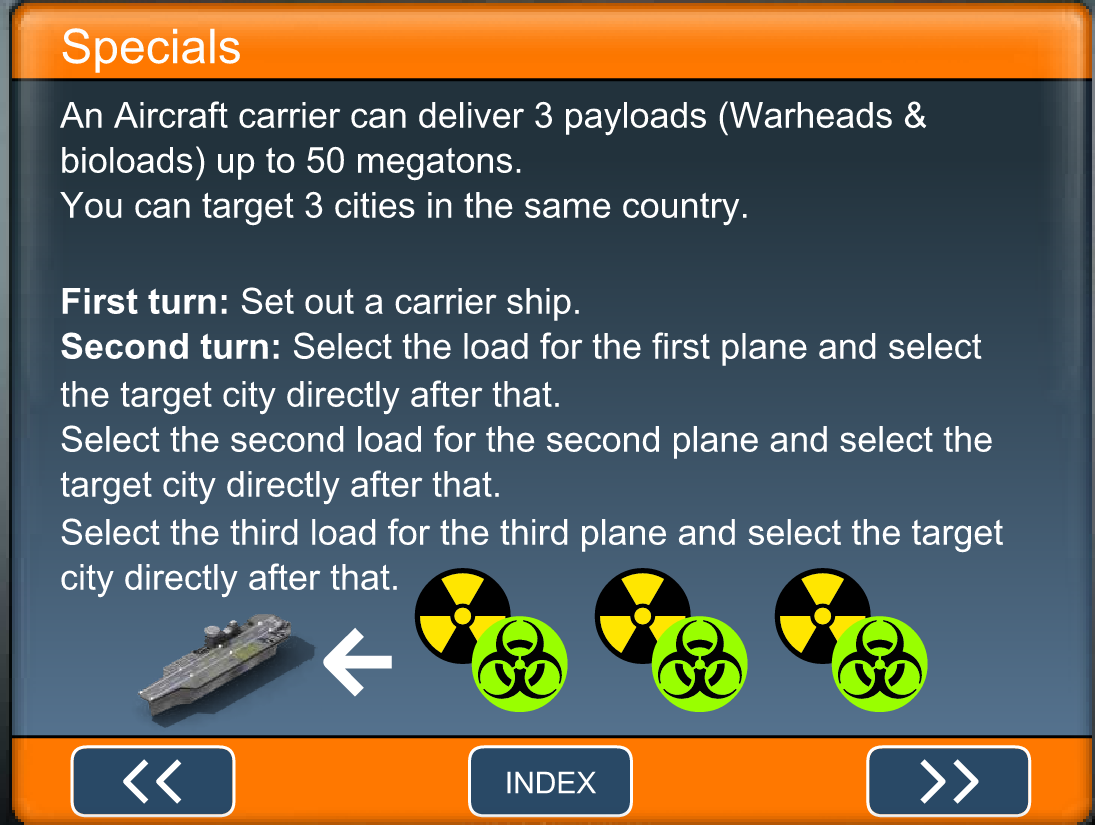 Specials
An Aircraft carrier can deliver 3 payloads (Warheads &
bioloads) up to 50 megatons.
You can target 3 cities in the same country.
First turn: Set out a carrier ship.
Second turn: Select the load for the first plane and select
the target city directly after that.
Select the second load for the second plane and select the
target city directly after that.
Select the third load for the third plane and select the target
city directly after that.
INDEX